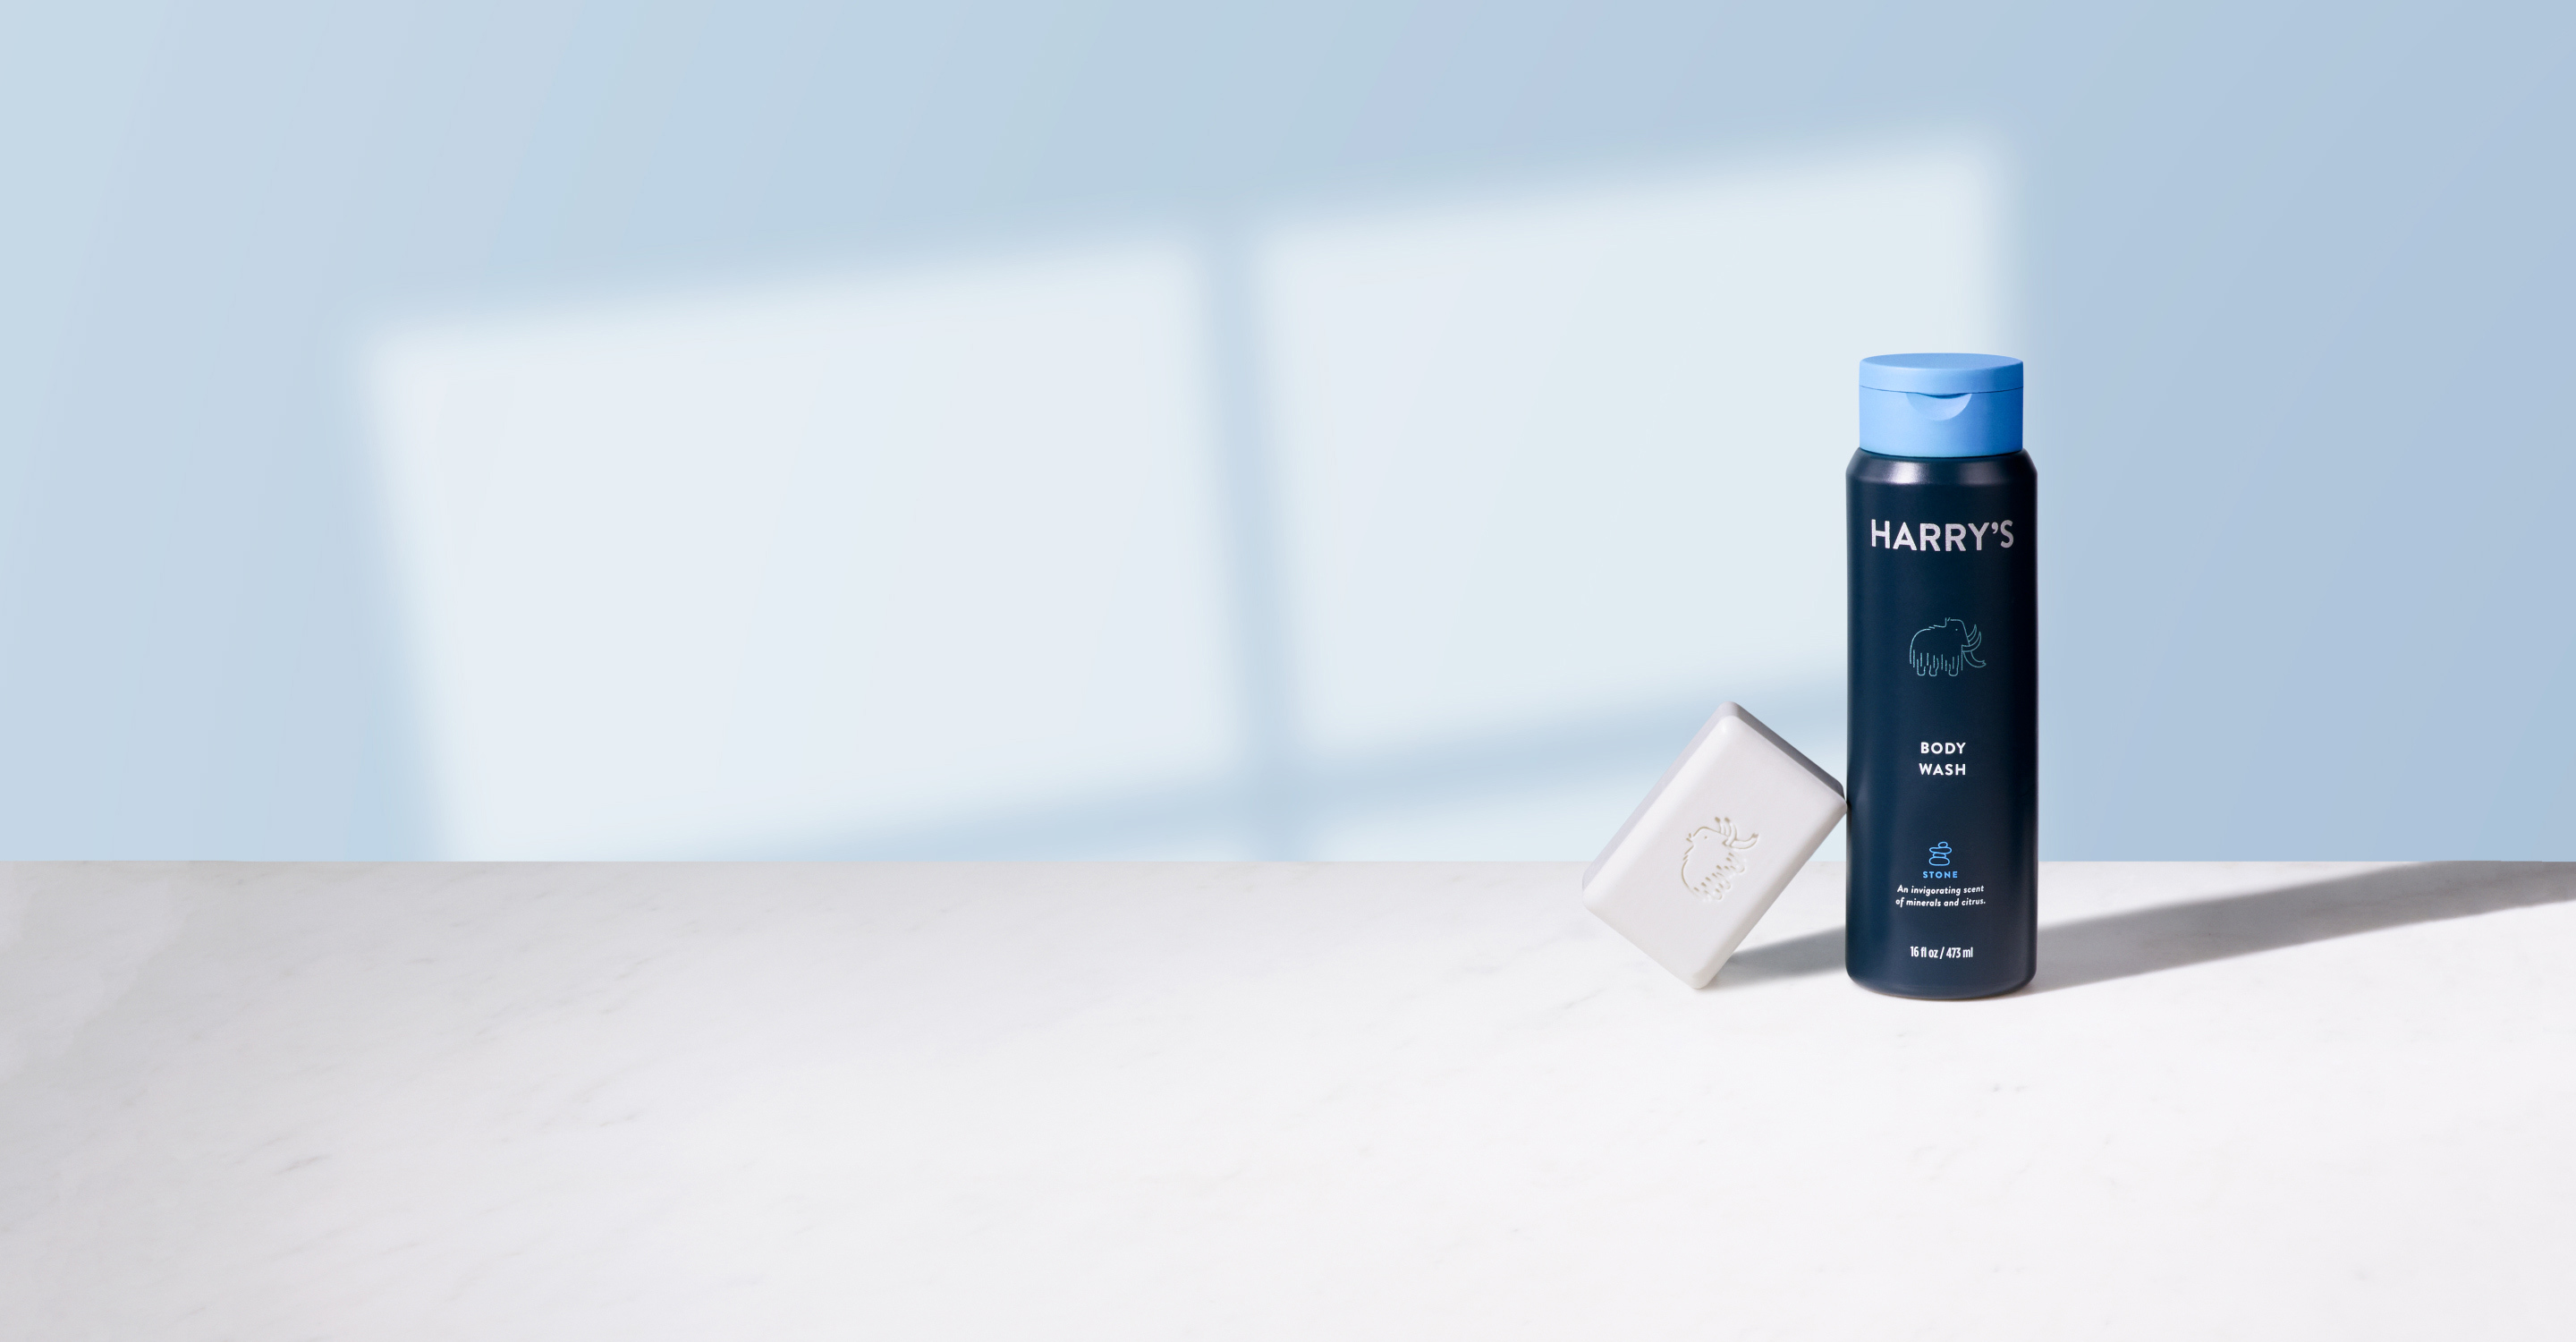 HARRY'S
BODY
WASH
STONE
An invigorating scent
of minerals and citrus.
16 fl oz / 473 ml